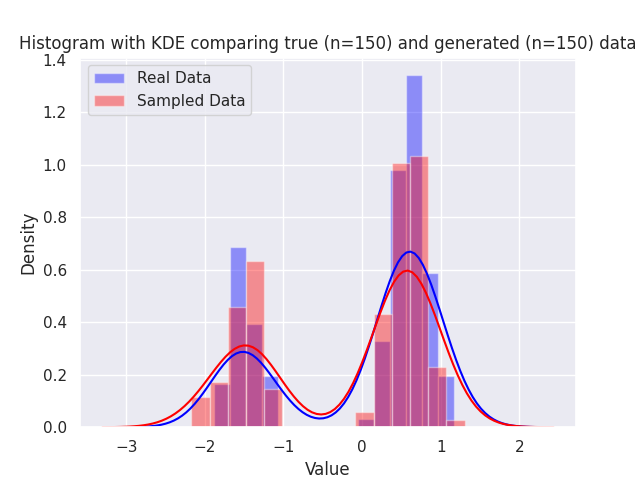 Histogram with KDE comparing true (n=150) and generated (n=150) data
Real Data
Sampled Data
Density
1.4
1.2
1.0
0.8
0.6
0.4
0.2
0.0
−3 −2 −1 0 1 2
Value